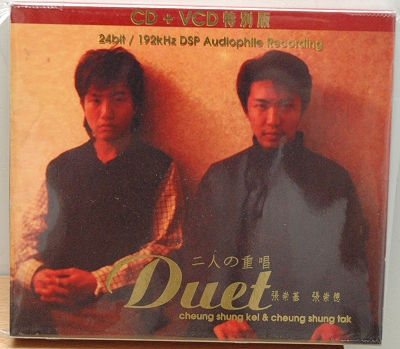 CD + VCD 特別版
24bit / 192kHz DSP Audiophile Recording
二人の重唱
Duet
張崇基 張崇德
cheung shung kei & cheung shung tak